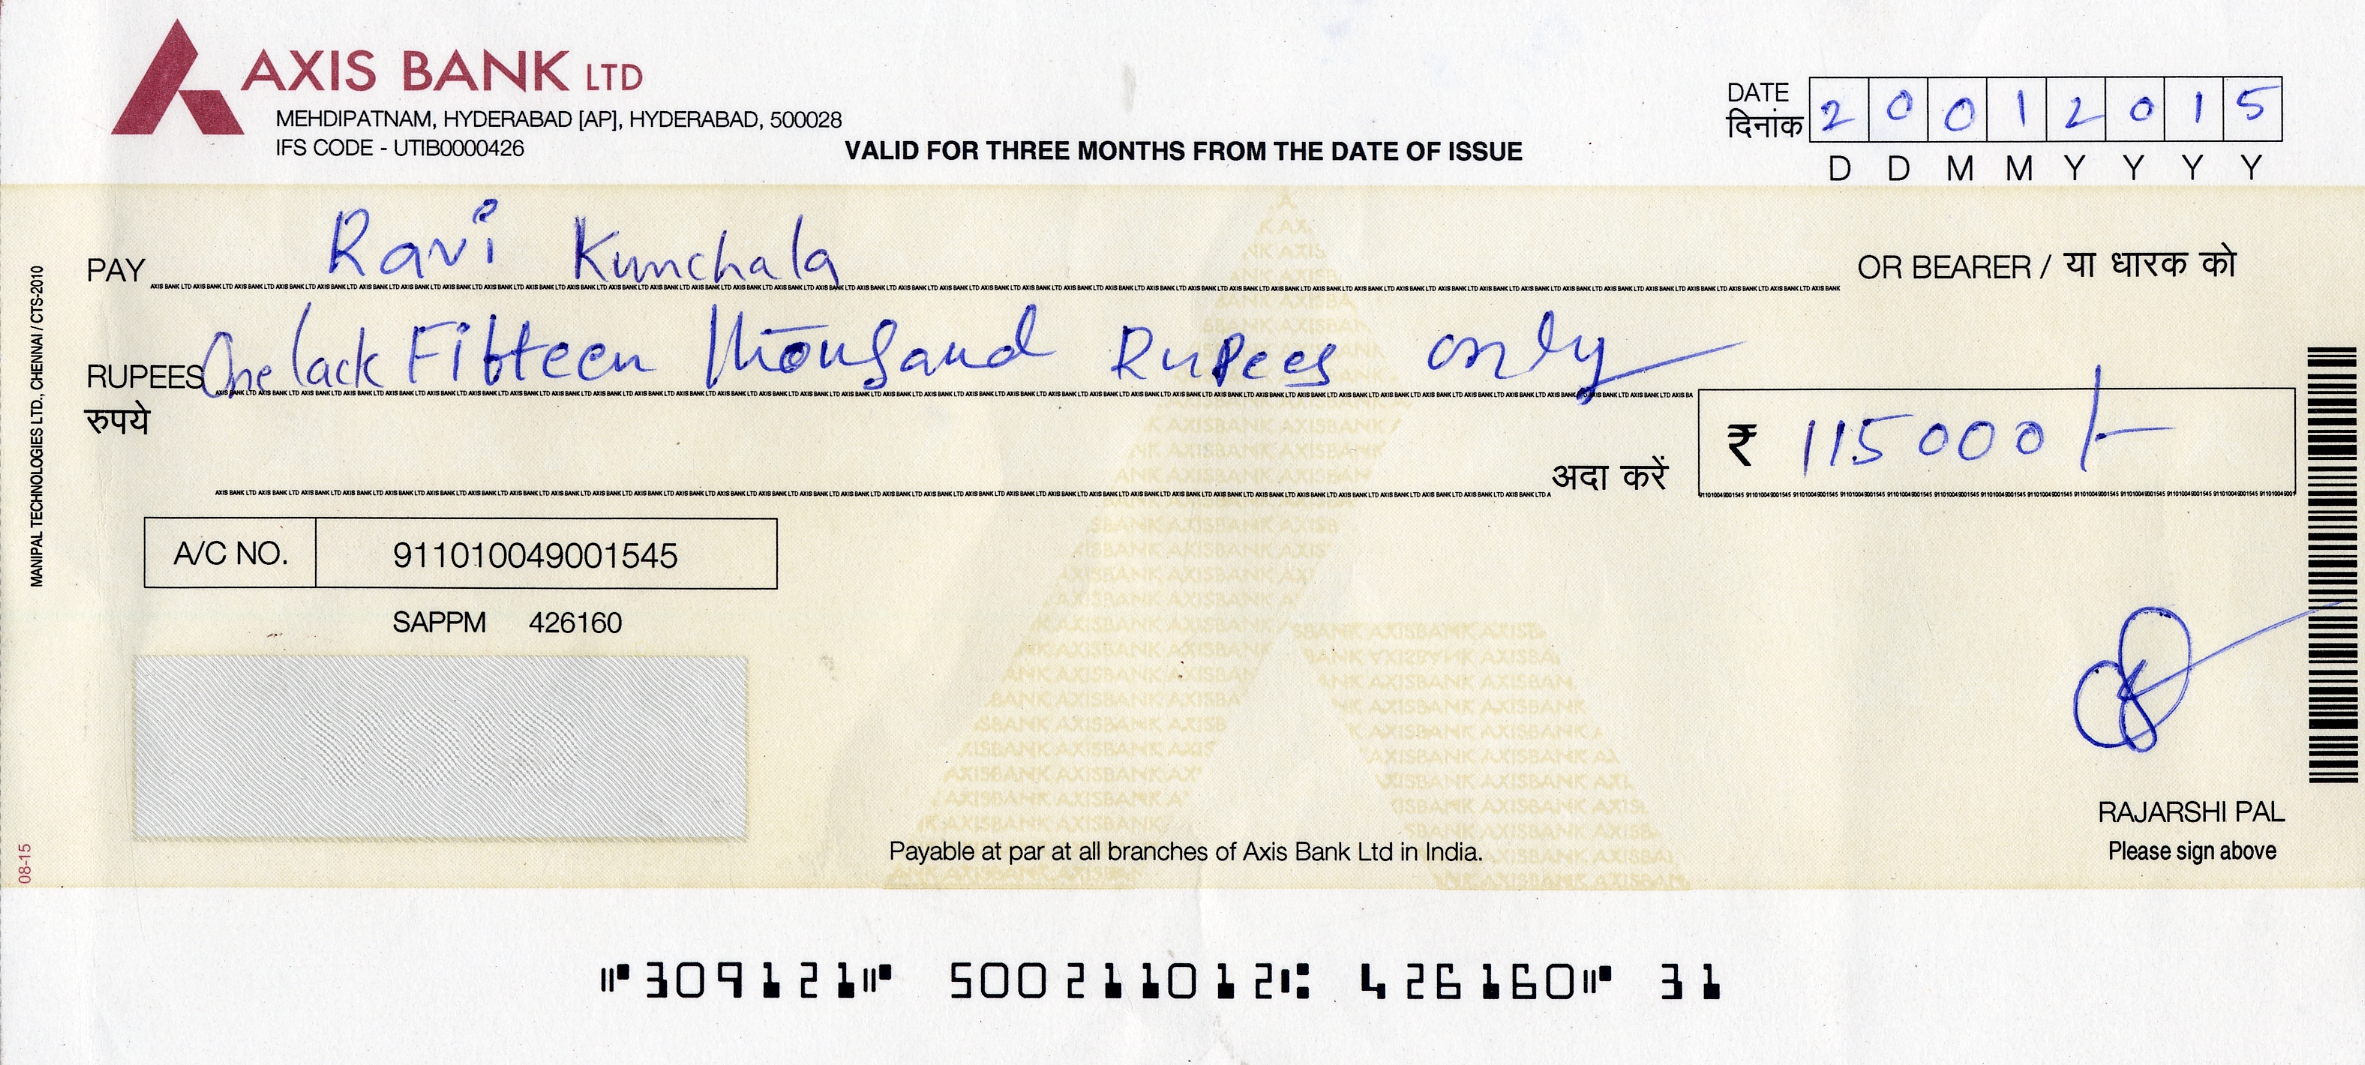 AXIS BANK LTD
MEHDIPATNAM, HYDERABAD [AP], HYDERABAD, 500028
IFS CODE - UTIB0000426
VALID FOR THREE MONTHS FROM THE DATE OF ISSUE
DATE
दिनांक
2 0 0 1 2 0 1 5
D D M M Y Y Y Y
PAY Ravi Kunchala OR BEARER / या धारक को
RUPEES One lack Fifteen Thousand Rupees only
रुपये
अदा करें ₹ 115000/-
A/C NO. 911010049001545
SAPPM 426160
VOID
RAJARSHI PAL
Please sign above
Payable at par at all branches of Axis Bank Ltd in India.
MANIPAL TECHNOLOGIES LTD., CHENNAI / CTS-2010
08-15
⑈309121⑈ 500211012⑆ 426160⑈ 31